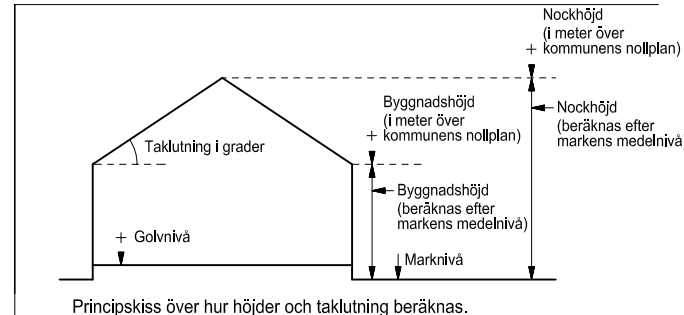 Nockhöjd
(i meter över
+ kommunens nollplan)
Byggnadshöjd
(i meter över
+ kommunens nollplan)
Nockhöjd
(beräknas efter
markens medelnivå)
Taklutning i grader
Byggnadshöjd
(beräknas efter
markens medelnivå)
+ Golvnivå
Marknivå
Principskiss över hur höjder och taklutning beräknas.